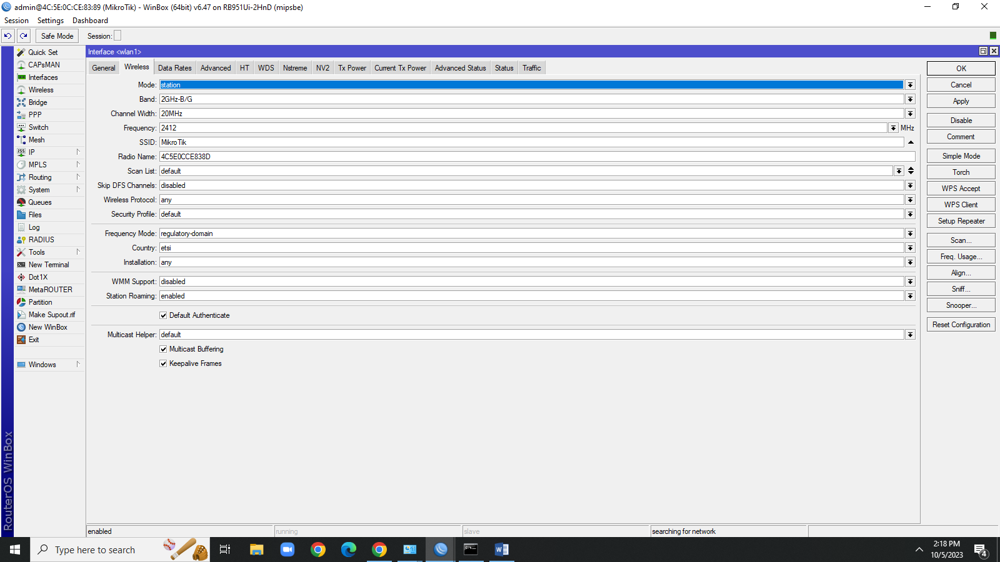 admin@4C:5E:0C:CE:83:89 (MikroTik) - WinBox (64bit) v6.47 on RB951Ui-2HnD (mipsbe)
Session Settings Dashboard
Safe Mode Session:
Interface <wlan1>
General Wireless Data Rates Advanced HT WDS Nstreme NV2 Tx Power Current Tx Power Advanced Status Status Traffic
Quick Set
CAPsMAN
Interfaces
Wireless
Bridge
PPP
Switch
Mesh
IP
MPLS
Routing
System
Queues
Files
Log
RADIUS
Tools
New Terminal
Dot1X
MetaROUTER
Partition
Make Supout.rif
New WinBox
Exit
Windows
RouterOS WinBox
Mode: station
Band: 2GHz-B/G
Channel Width: 20MHz
Frequency: 2412 MHz
SSID: MikroTik
Radio Name: 4C5E0CCE838D
Scan List: default
Skip DFS Channels: disabled
Wireless Protocol: any
Security Profile: default
Frequency Mode: regulatory-domain
Country: etsi
Installation: any
WMM Support: disabled
Station Roaming: enabled
Default Authenticate
Multicast Helper: default
Multicast Buffering
Keepalive Frames
OK
Cancel
Apply
Disable
Comment
Simple Mode
Torch
WPS Accept
WPS Client
Setup Repeater
Scan...
Freq. Usage...
Align...
Sniff...
Snooper...
Reset Configuration
enabled running slave searching for network
Type here to search
2:18 PM
10/5/2023
4